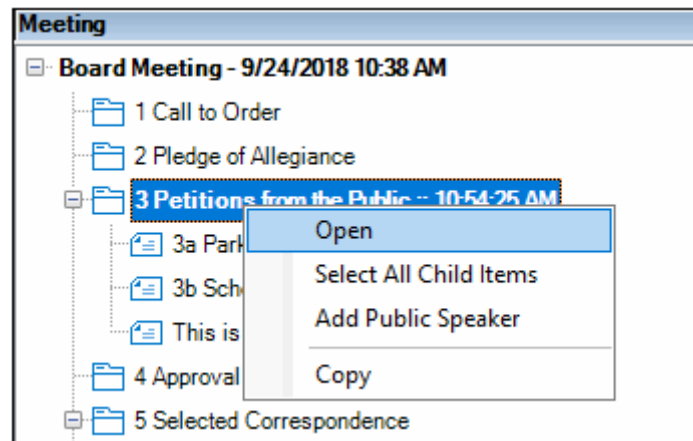 Meeting
Board Meeting - 9/24/2018 10:38 AM
1 Call to Order
2 Pledge of Allegiance
3 Petitions from the Public :: 10:54:25 AM
Open
3a Park
Select All Child Items
3b Sch
Add Public Speaker
This is
4 Approval
Copy
5 Selected Correspondence